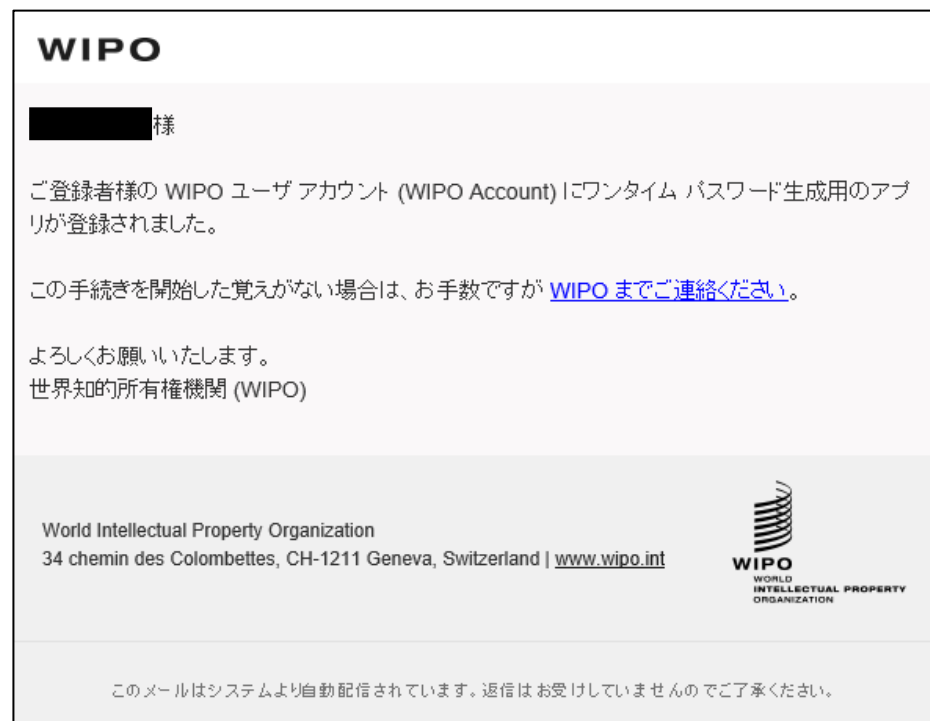 WIPO
様
ご登録者様の WIPO ユーザ アカウント (WIPO Account) にワンタイム パスワード生成用のアプ
リが登録されました。
この手続きを開始した覚えがない場合は、お手数ですが WIPO までご連絡ください。
よろしくお願いいたします。
世界知的所有権機関 (WIPO)
World Intellectual Property Organization
34 chemin des Colombettes, CH-1211 Geneva, Switzerland | www.wipo.int
WIPO
WORLD
INTELLECTUAL PROPERTY
ORGANIZATION
このメールはシステムより自動配信されています。返信はお受けしていませんのでご了承ください。